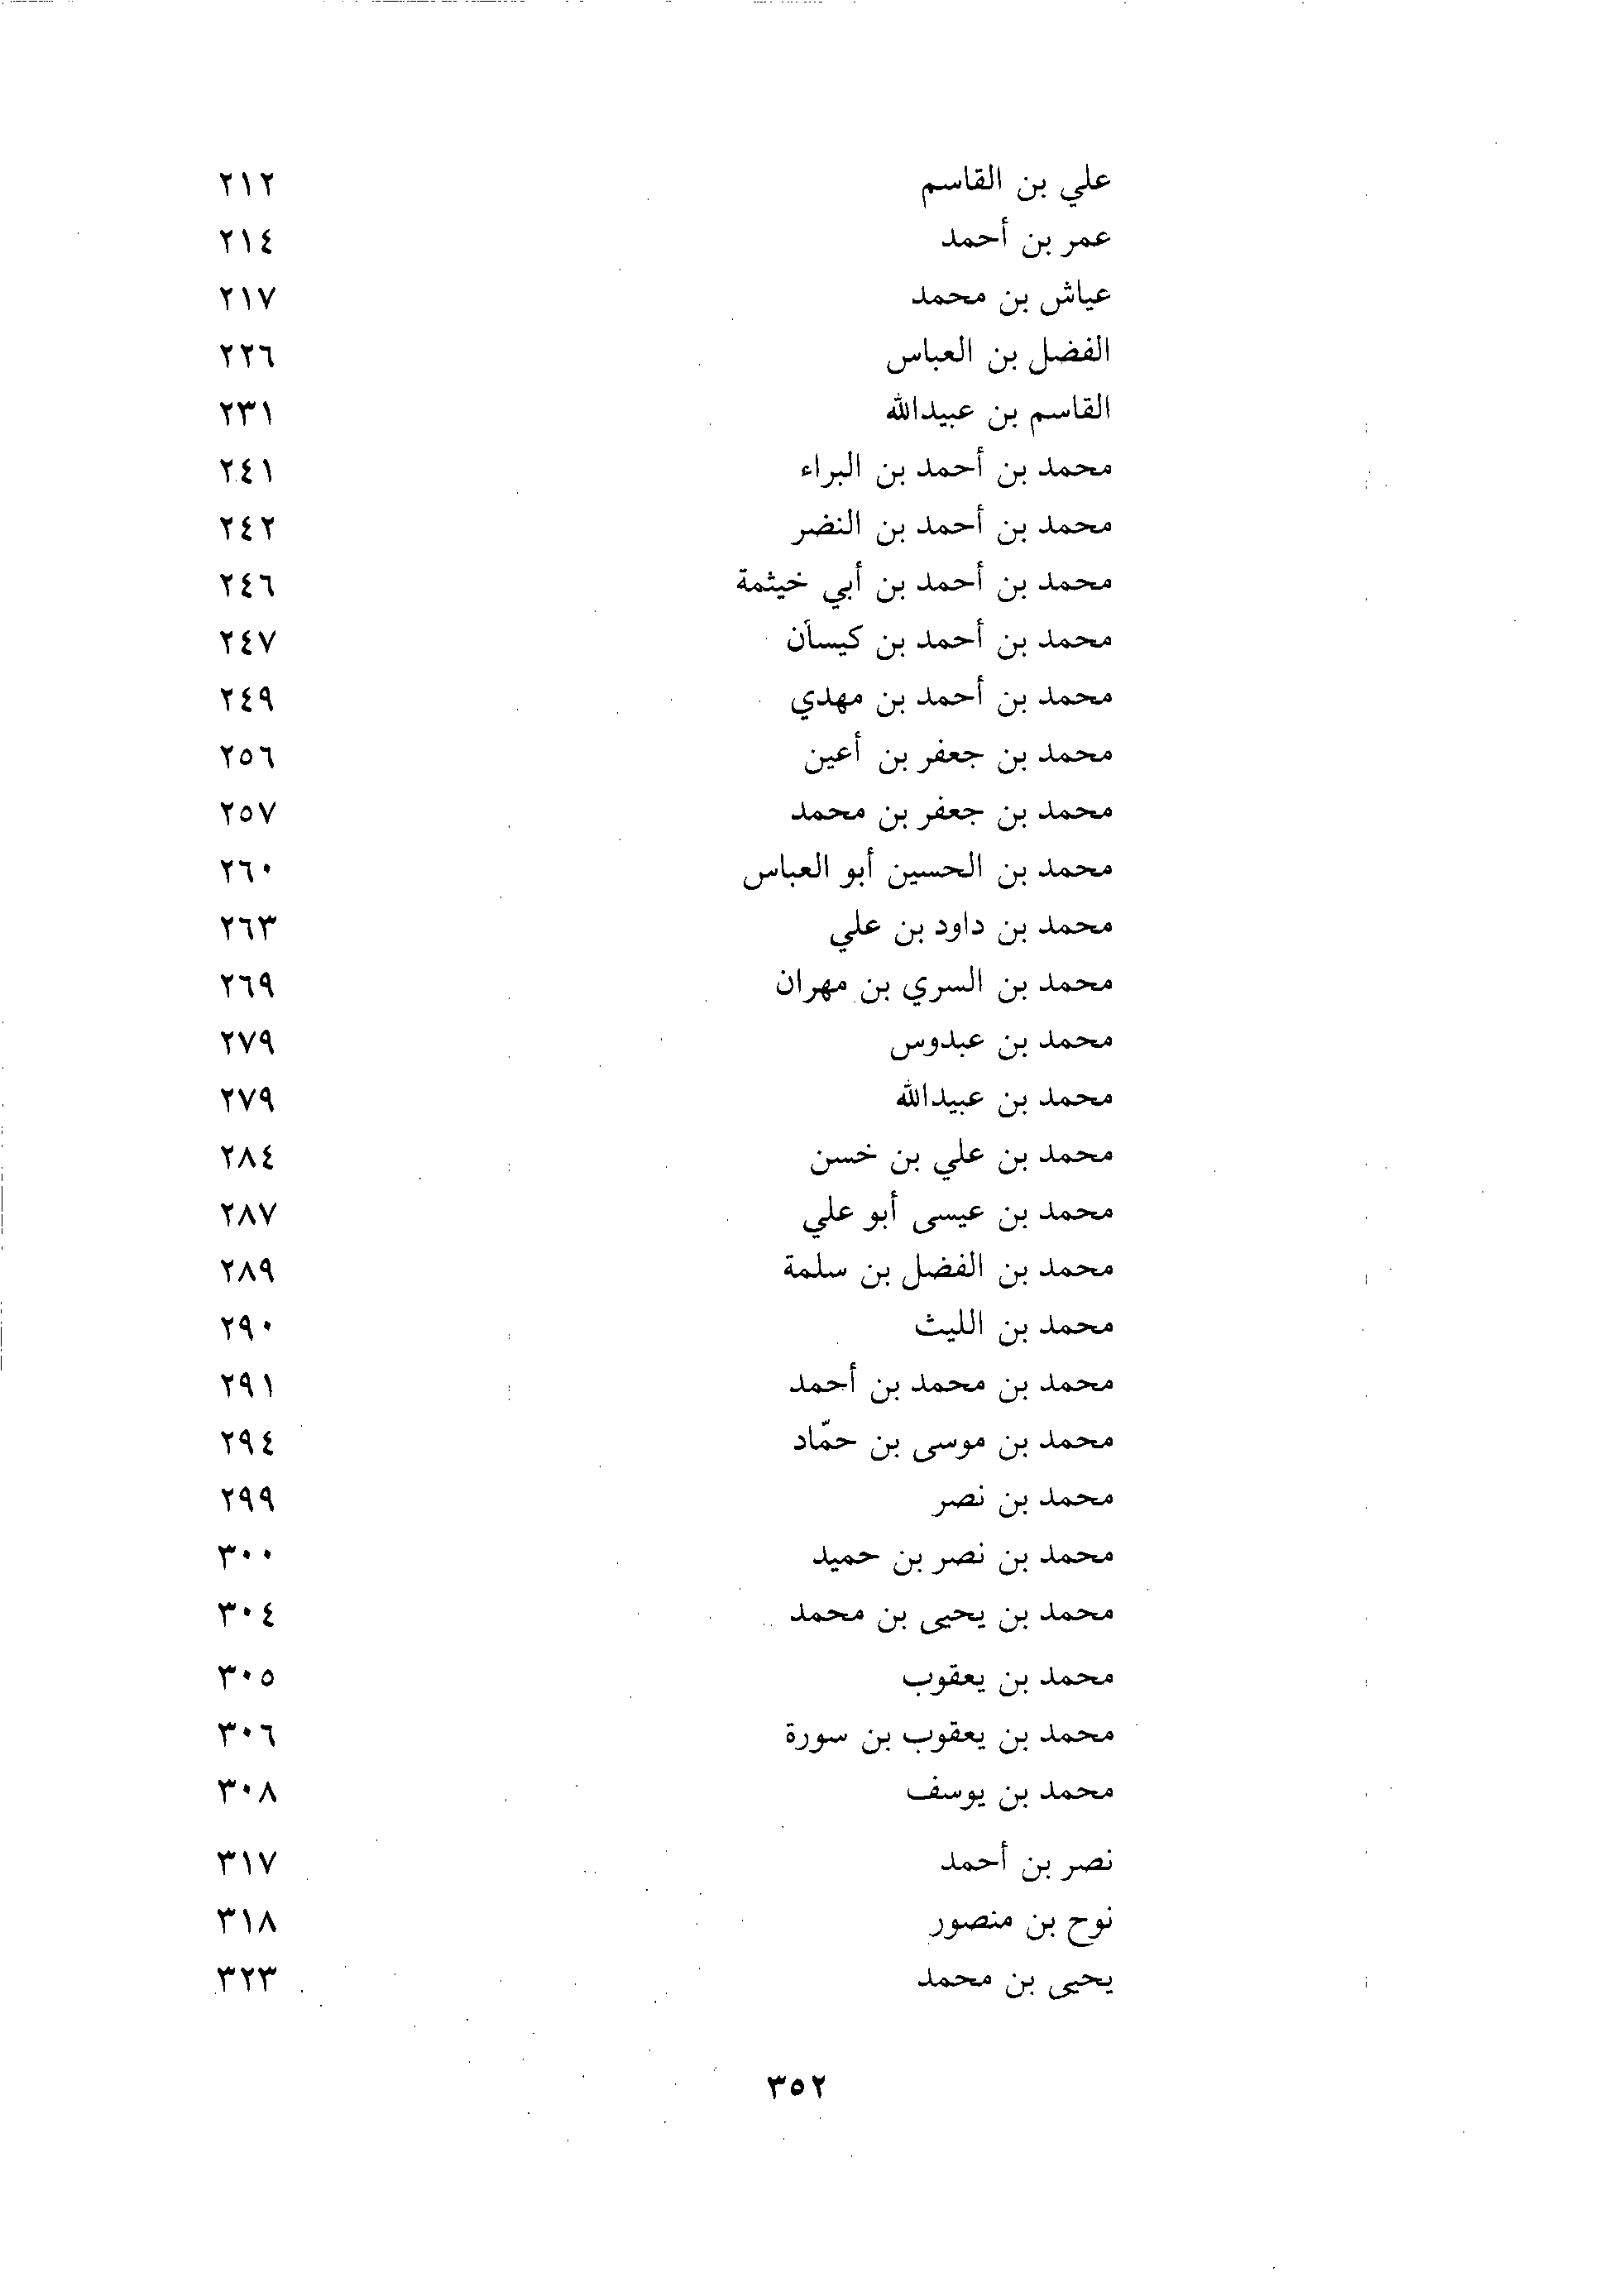 علي بن القاسم ٢١٢
عمر بن أحمد ٢١٤
عياش بن محمد ٢١٧
الفضل بن العباس ٢٢٦
القاسم بن عبيدالله ٢٣١
محمد بن أحمد بن البراء ٢٤١
محمد بن أحمد بن النضر ٢٤٢
محمد بن أحمد بن أبي خيثمة ٢٤٦
محمد بن أحمد بن كيسان ٢٤٧
محمد بن أحمد بن مهدي ٢٤٩
محمد بن جعفر بن أعين ٢٥٦
محمد بن جعفر بن محمد ٢٥٧
محمد بن الحسين أبو العباس ٢٦٠
محمد بن داود بن علي ٢٦٣
محمد بن السري بن مهران ٢٦٩
محمد بن عبدوس ٢٧٩
محمد بن عبيدالله ٢٧٩
محمد بن علي بن خسن ٢٨٤
محمد بن عيسى أبو علي ٢٨٧
محمد بن الفضل بن سلمة ٢٨٩
محمد بن الليث ٢٩٠
محمد بن محمد بن أحمد ٢٩١
محمد بن موسى بن حمّاد ٢٩٤
محمد بن نصر ٢٩٩
محمد بن نصر بن حميد ٣٠٠
محمد بن يحيى بن محمد ٣٠٤
محمد بن يعقوب ٣٠٥
محمد بن يعقوب بن سورة ٣٠٦
محمد بن يوسف ٣٠٨
نصر بن أحمد ٣١٧
نوح بن منصور ٣١٨
يحيى بن محمد ٣٢٣
٣٥٢